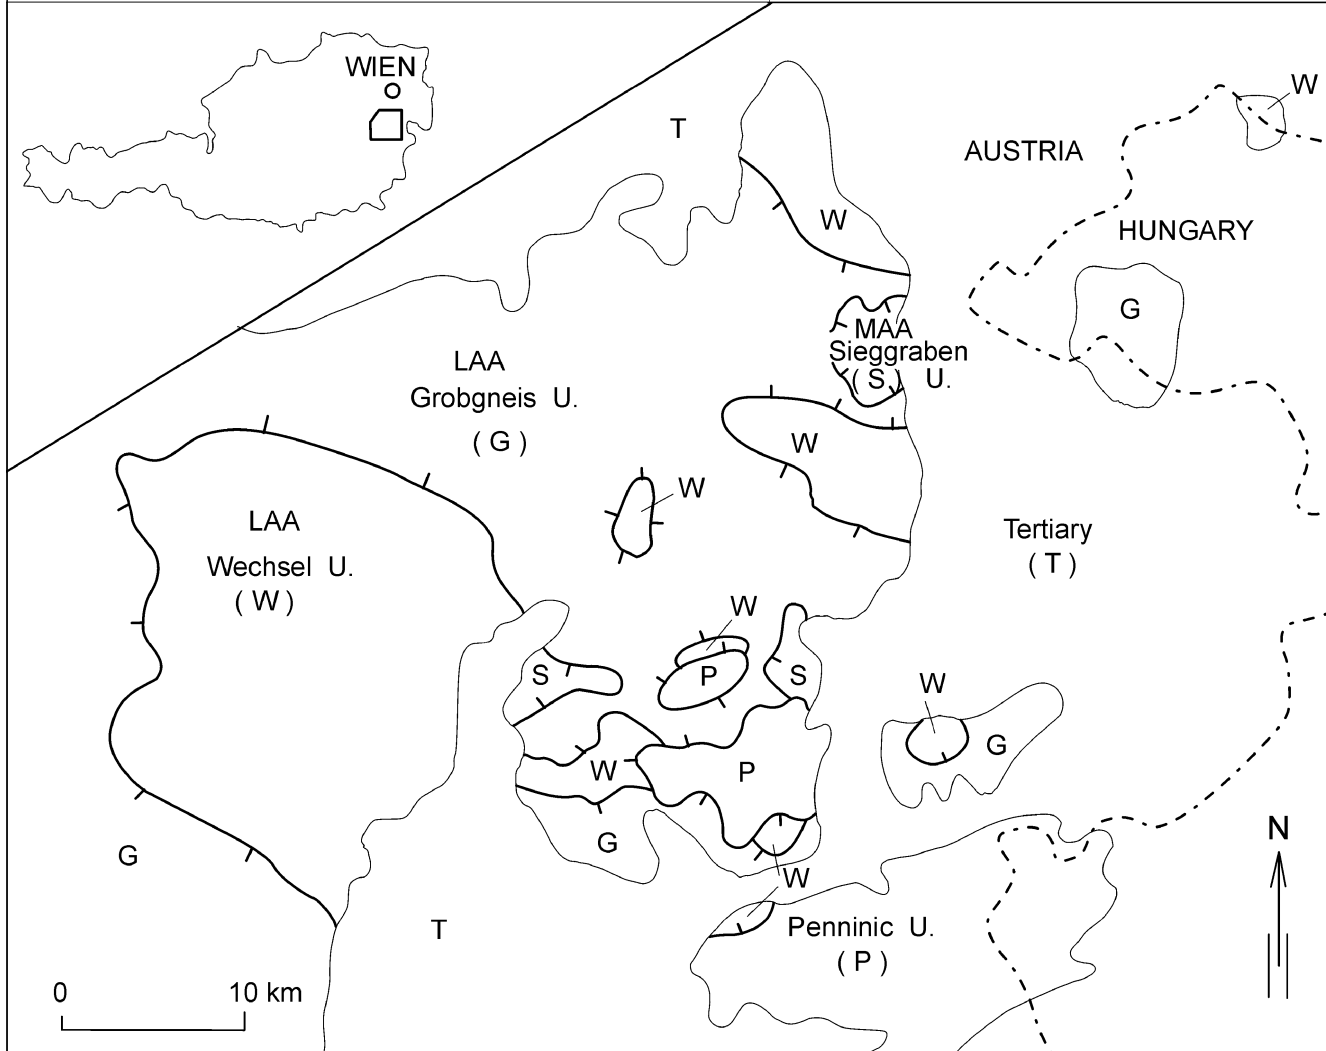 WIEN
W
T
AUSTRIA
W
HUNGARY
G
MAA
Sieggraben
( S ) U.
LAA
Grobgneis U.
( G )
W
W
LAA
Wechsel U.
( W )
Tertiary
( T )
W
S
P
S
W
G
W
P
G
G
W
N
T
Penninic U.
( P )
0 10 km